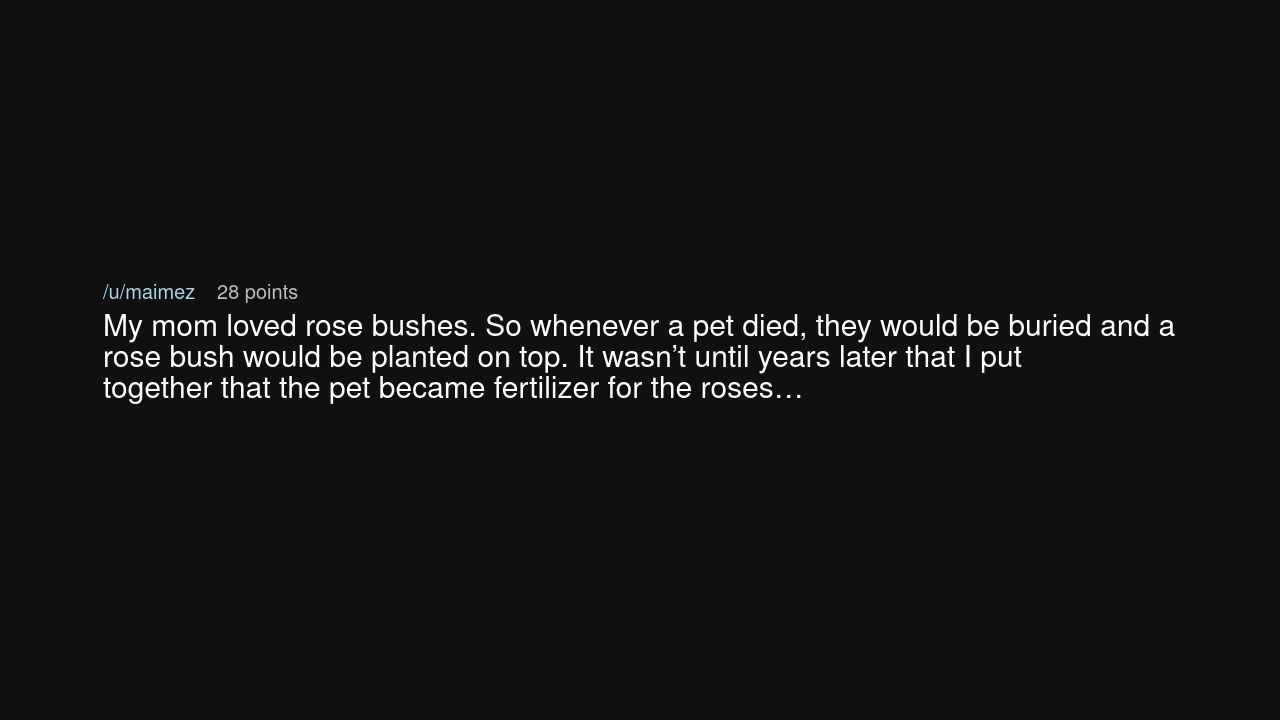 /u/maimez 28 points
My mom loved rose bushes. So whenever a pet died, they would be buried and a
rose bush would be planted on top. It wasn’t until years later that I put
together that the pet became fertilizer for the roses…